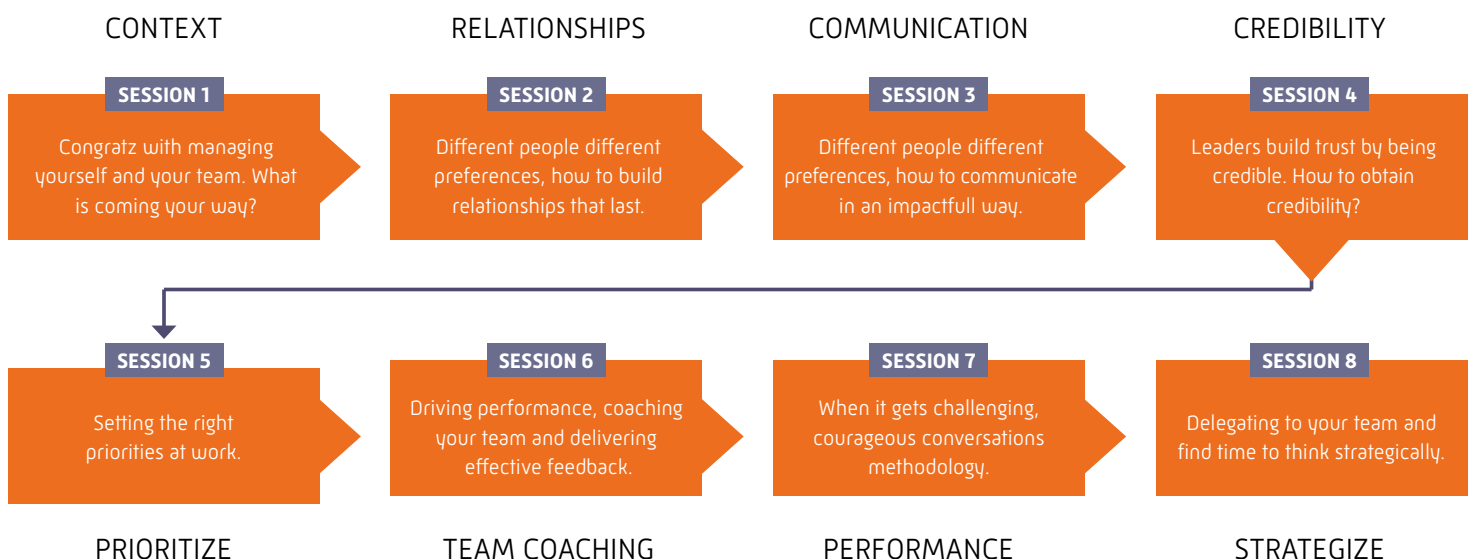 CONTEXT
RELATIONSHIPS
COMMUNICATION
CREDIBILITY
SESSION 1
Congratz with managing
yourself and your team. What
is coming your way?
SESSION 2
Different people different
preferences, how to build
relationships that last.
SESSION 3
Different people different
preferences, how to communicate
in an impactfull way.
SESSION 4
Leaders build trust by being
credible. How to obtain
credibility?
SESSION 5
Setting the right
priorities at work.
SESSION 6
Driving performance, coaching
your team and delivering
effective feedback.
SESSION 7
When it gets challenging,
courageous conversations
methodology.
SESSION 8
Delegating to your team and
find time to think strategically.
PRIORITIZE
TEAM COACHING
PERFORMANCE
STRATEGIZE